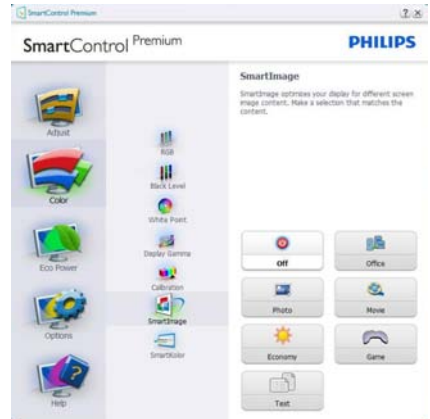 SmartControl Premium
SmartControl Premium
PHILIPS
Adjust
Color
Eco Power
Options
Help
RGB
Black Level
White Point
Display Gamma
Calibration
SmartImage
SmartKolor
SmartImage
SmartImage optimizes your display for different screen
image content. Make a selection that matches the
content.
Off
Office
Photo
Movie
Economy
Game
Text